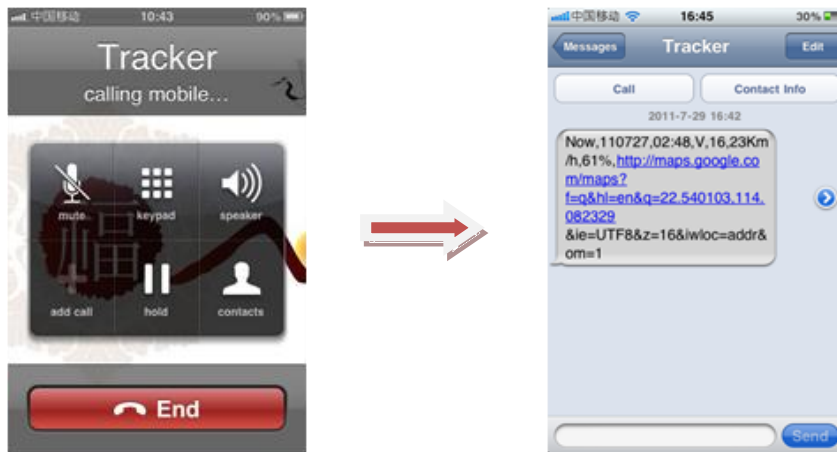 中国移动 10:43 90%
Tracker
calling mobile...
mute
keypad
speaker
福
add call
hold
contacts
End
中国移动 16:45 30%
Messages
Tracker
Edit
Call
Contact Info
2011-7-29 16:42
Now,110727,02:48,V,16,23Km
/h,61%,http://maps.google.co
m/maps?
f=q&hl=en&q=22.540103,114.
082329
&ie=UTF8&z=16&iwloc=addr&
om=1
Send